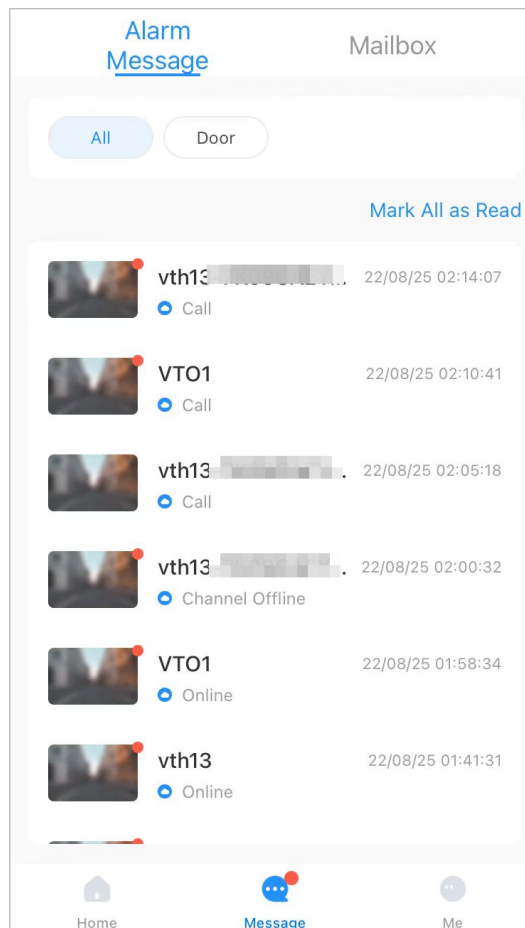 Alarm
Message
Mailbox
All
Door
Mark All as Read
vth13 22/08/25 02:14:07
Call
VTO1 22/08/25 02:10:41
Call
vth13 . 22/08/25 02:05:18
Call
vth13 . 22/08/25 02:00:32
Channel Offline
VTO1 22/08/25 01:58:34
Online
vth13 22/08/25 01:41:31
Online
Home
Message
Me